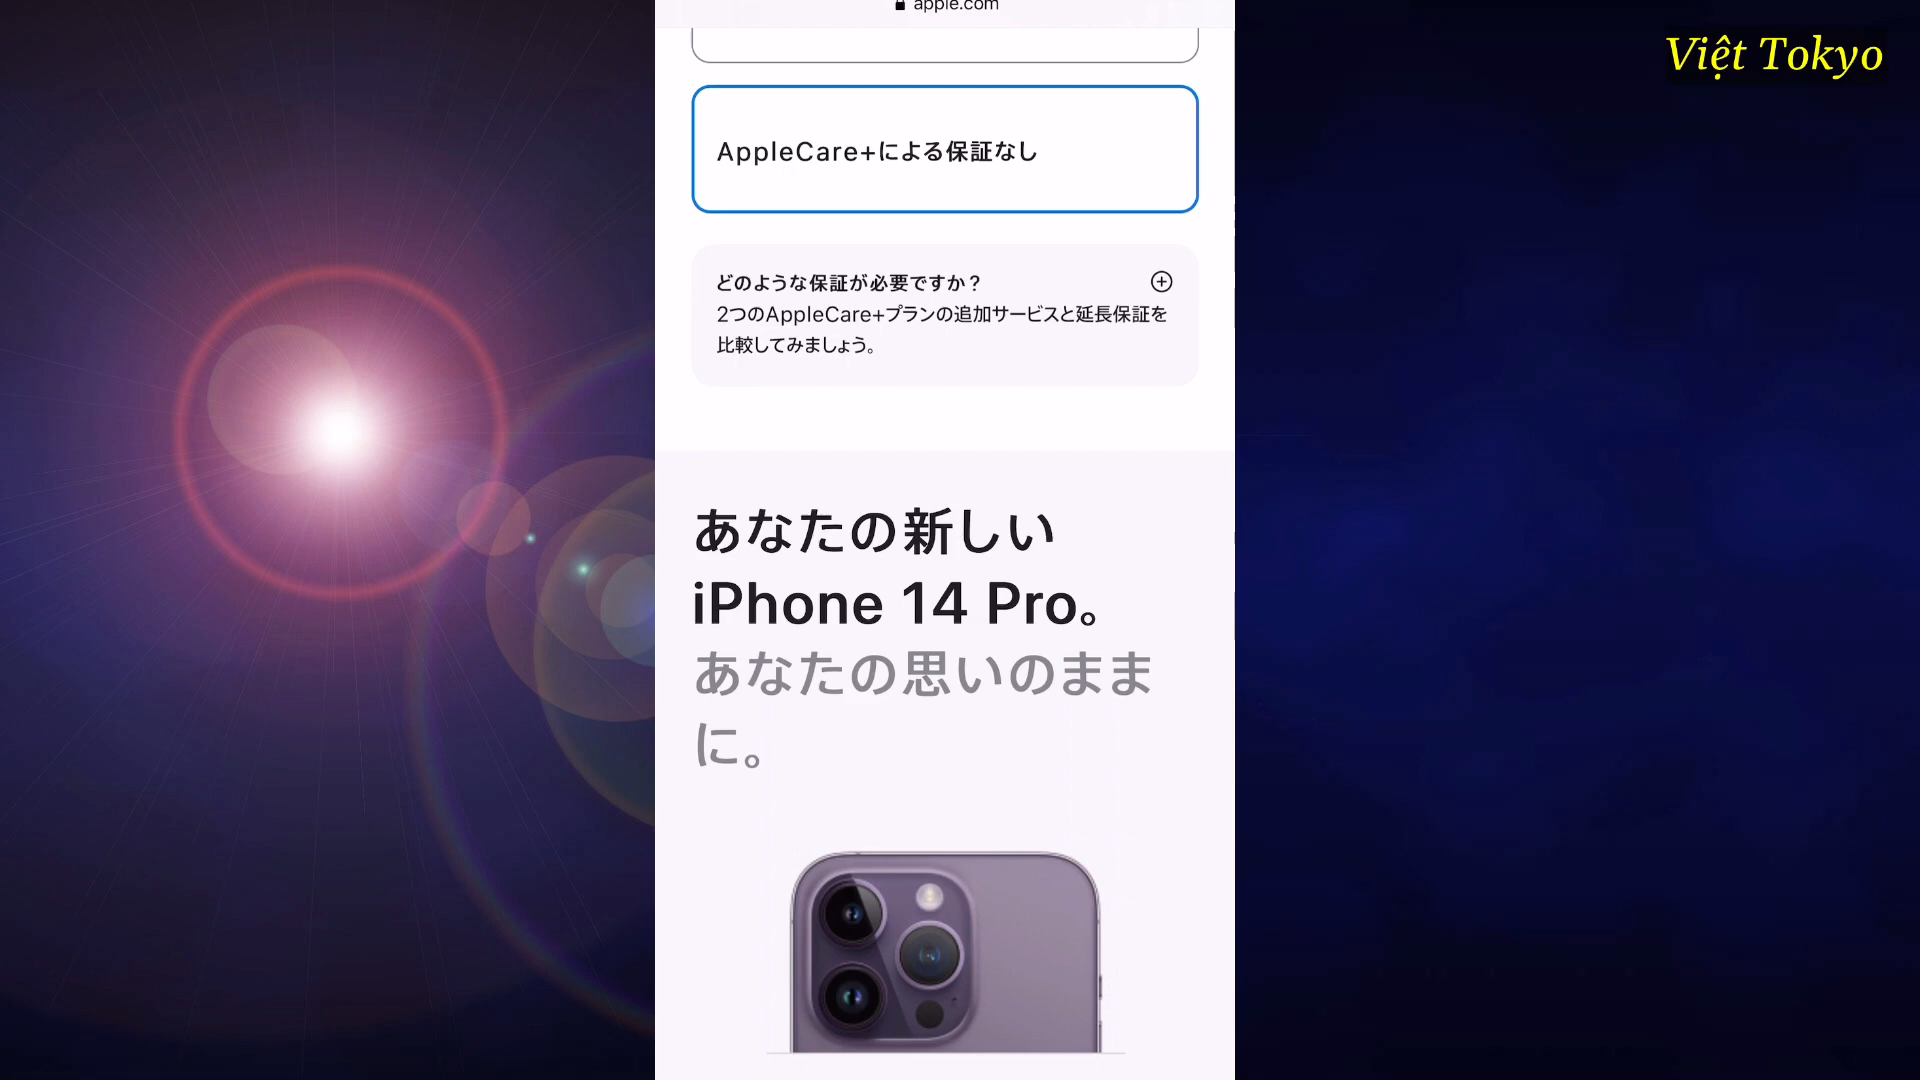 apple.com
Việt Tokyo
AppleCare+による保証なし
どのような保証が必要ですか？
2つのAppleCare+プランの追加サービスと延長保証を
比較してみましょう。
あなたの新しい
iPhone 14 Pro。
あなたの思いのまま
に。